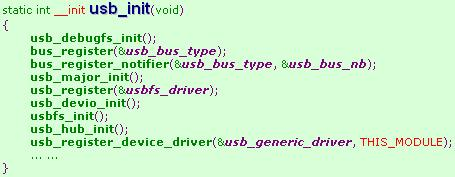 static int __init usb_init(void)
{
usb_debugfs_init();
bus_register(&usb_bus_type);
bus_register_notifier(&usb_bus_type, &usb_bus_nb);
usb_major_init();
usb_register(&usbfs_driver);
usb_devio_init();
usbfs_init();
usb_hub_init();
usb_register_device_driver(&usb_generic_driver, THIS_MODULE);
... ...
}